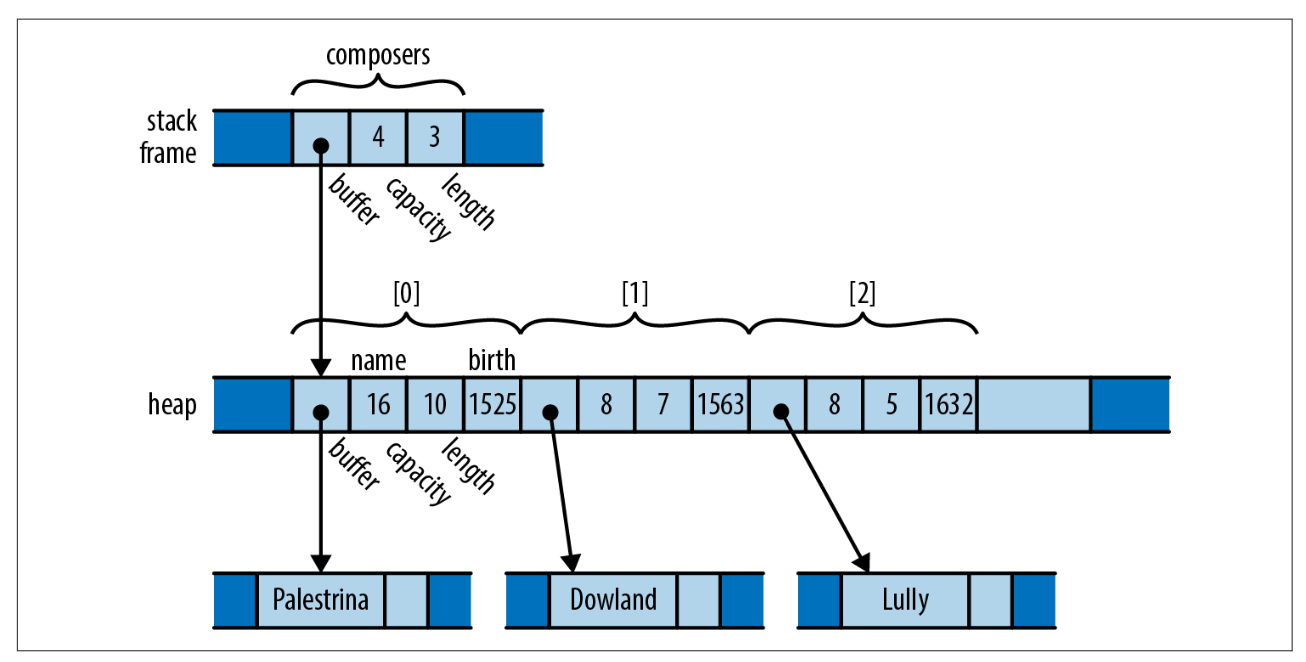 composers
stack
frame
4 3
buffer capacity length
[0] [1] [2]
name birth
heap
16 10 1525 8 7 1563 8 5 1632
buffer capacity length
Palestrina Dowland Lully